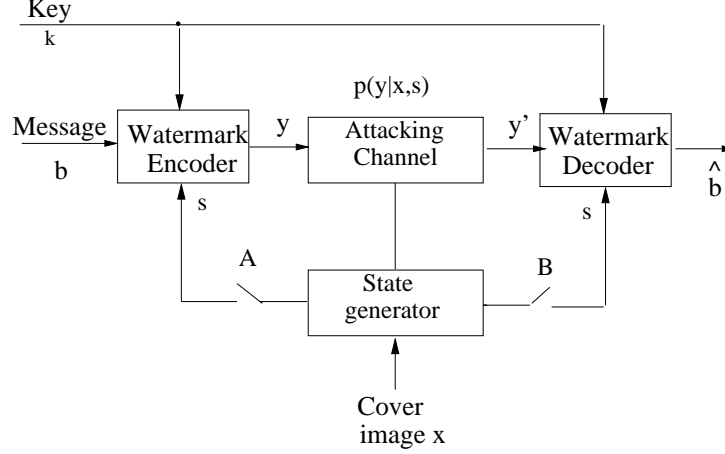 Key
k
p(y|x,s)
Message
b
Watermark
Encoder
y
Attacking
Channel
y’
Watermark
Decoder
^
b
s
s
A
B
State
generator
Cover
image x